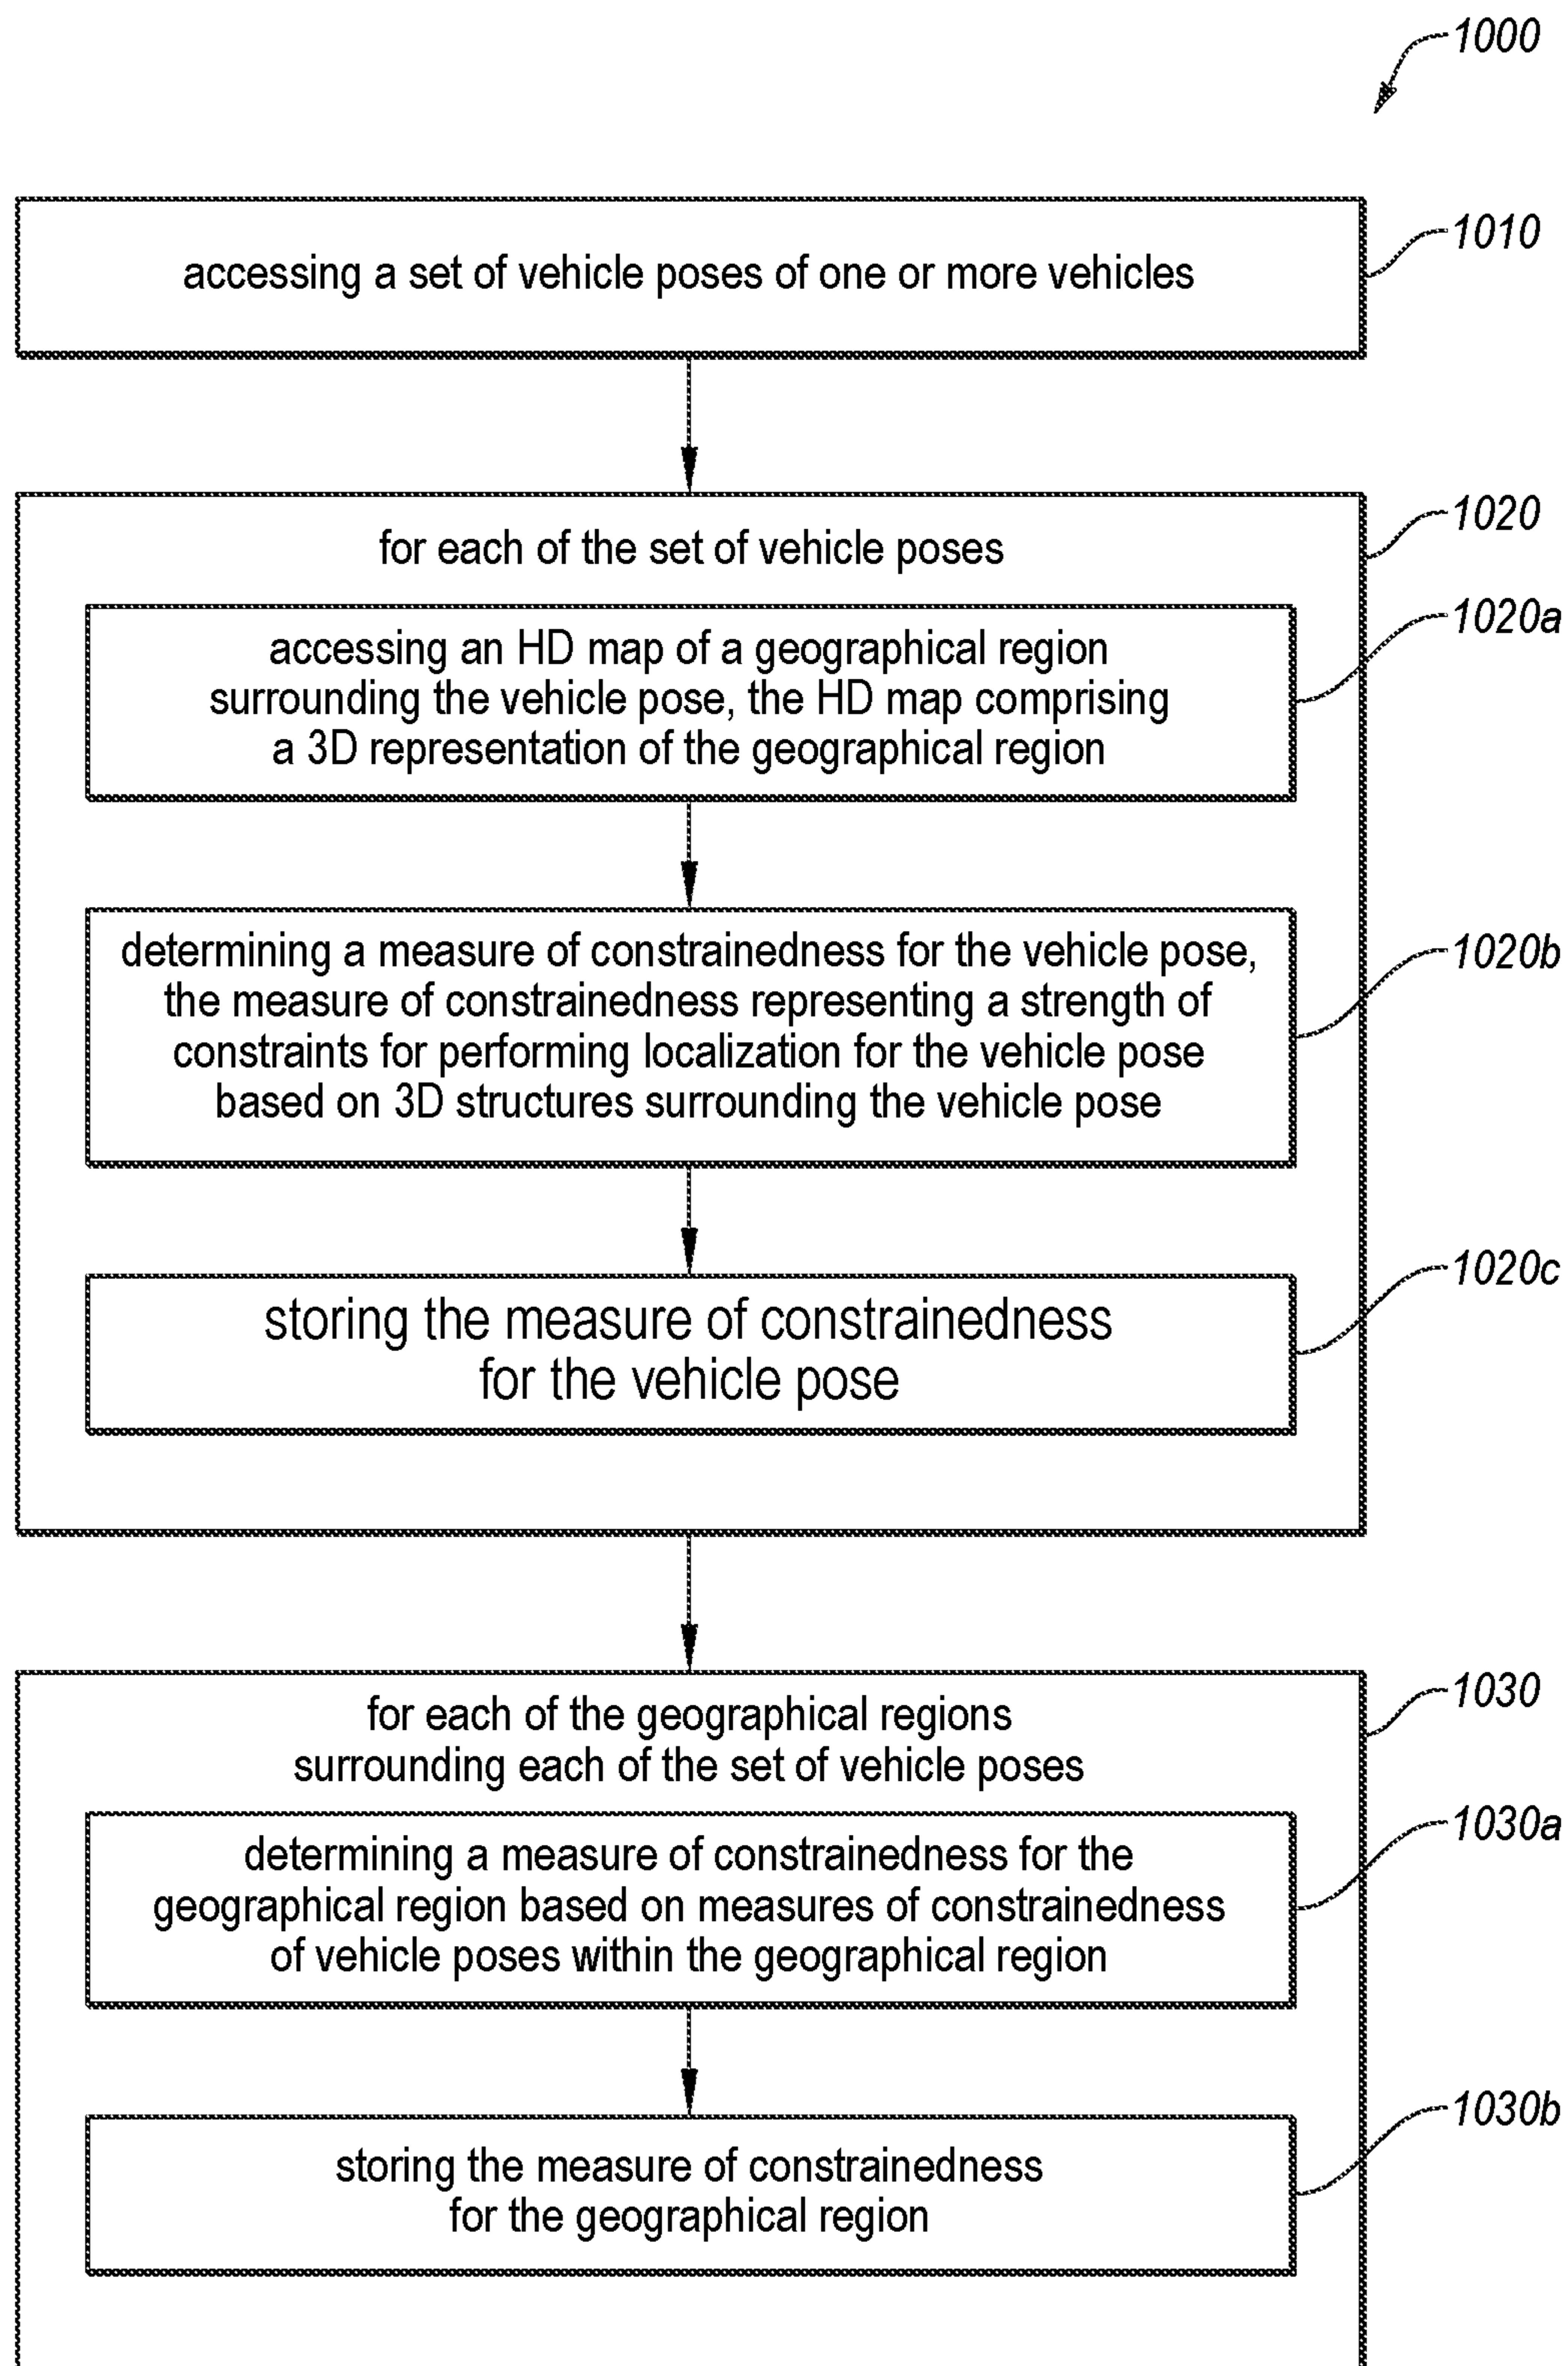 1000
accessing a set of vehicle poses of one or more vehicles
1010
for each of the set of vehicle poses
1020
accessing an HD map of a geographical region
surrounding the vehicle pose, the HD map comprising
a 3D representation of the geographical region
1020a
determining a measure of constrainedness for the vehicle pose,
the measure of constrainedness representing a strength of
constraints for performing localization for the vehicle pose
based on 3D structures surrounding the vehicle pose
1020b
storing the measure of constrainedness
for the vehicle pose
1020c
for each of the geographical regions
surrounding each of the set of vehicle poses
1030
determining a measure of constrainedness for the
geographical region based on measures of constrainedness
of vehicle poses within the geographical region
1030a
storing the measure of constrainedness
for the geographical region
1030b